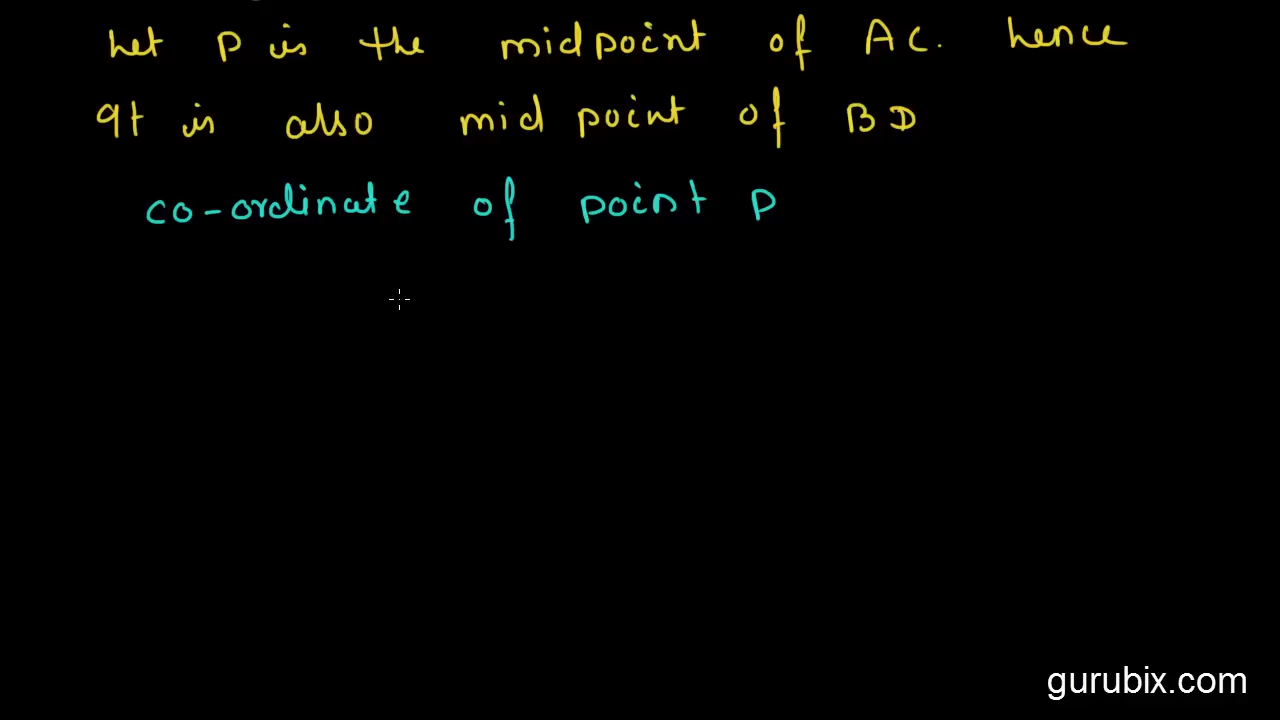 Let P is the midpoint of AC. hence
It is also mid point of BD
co-ordinate of point P
gurubix.com